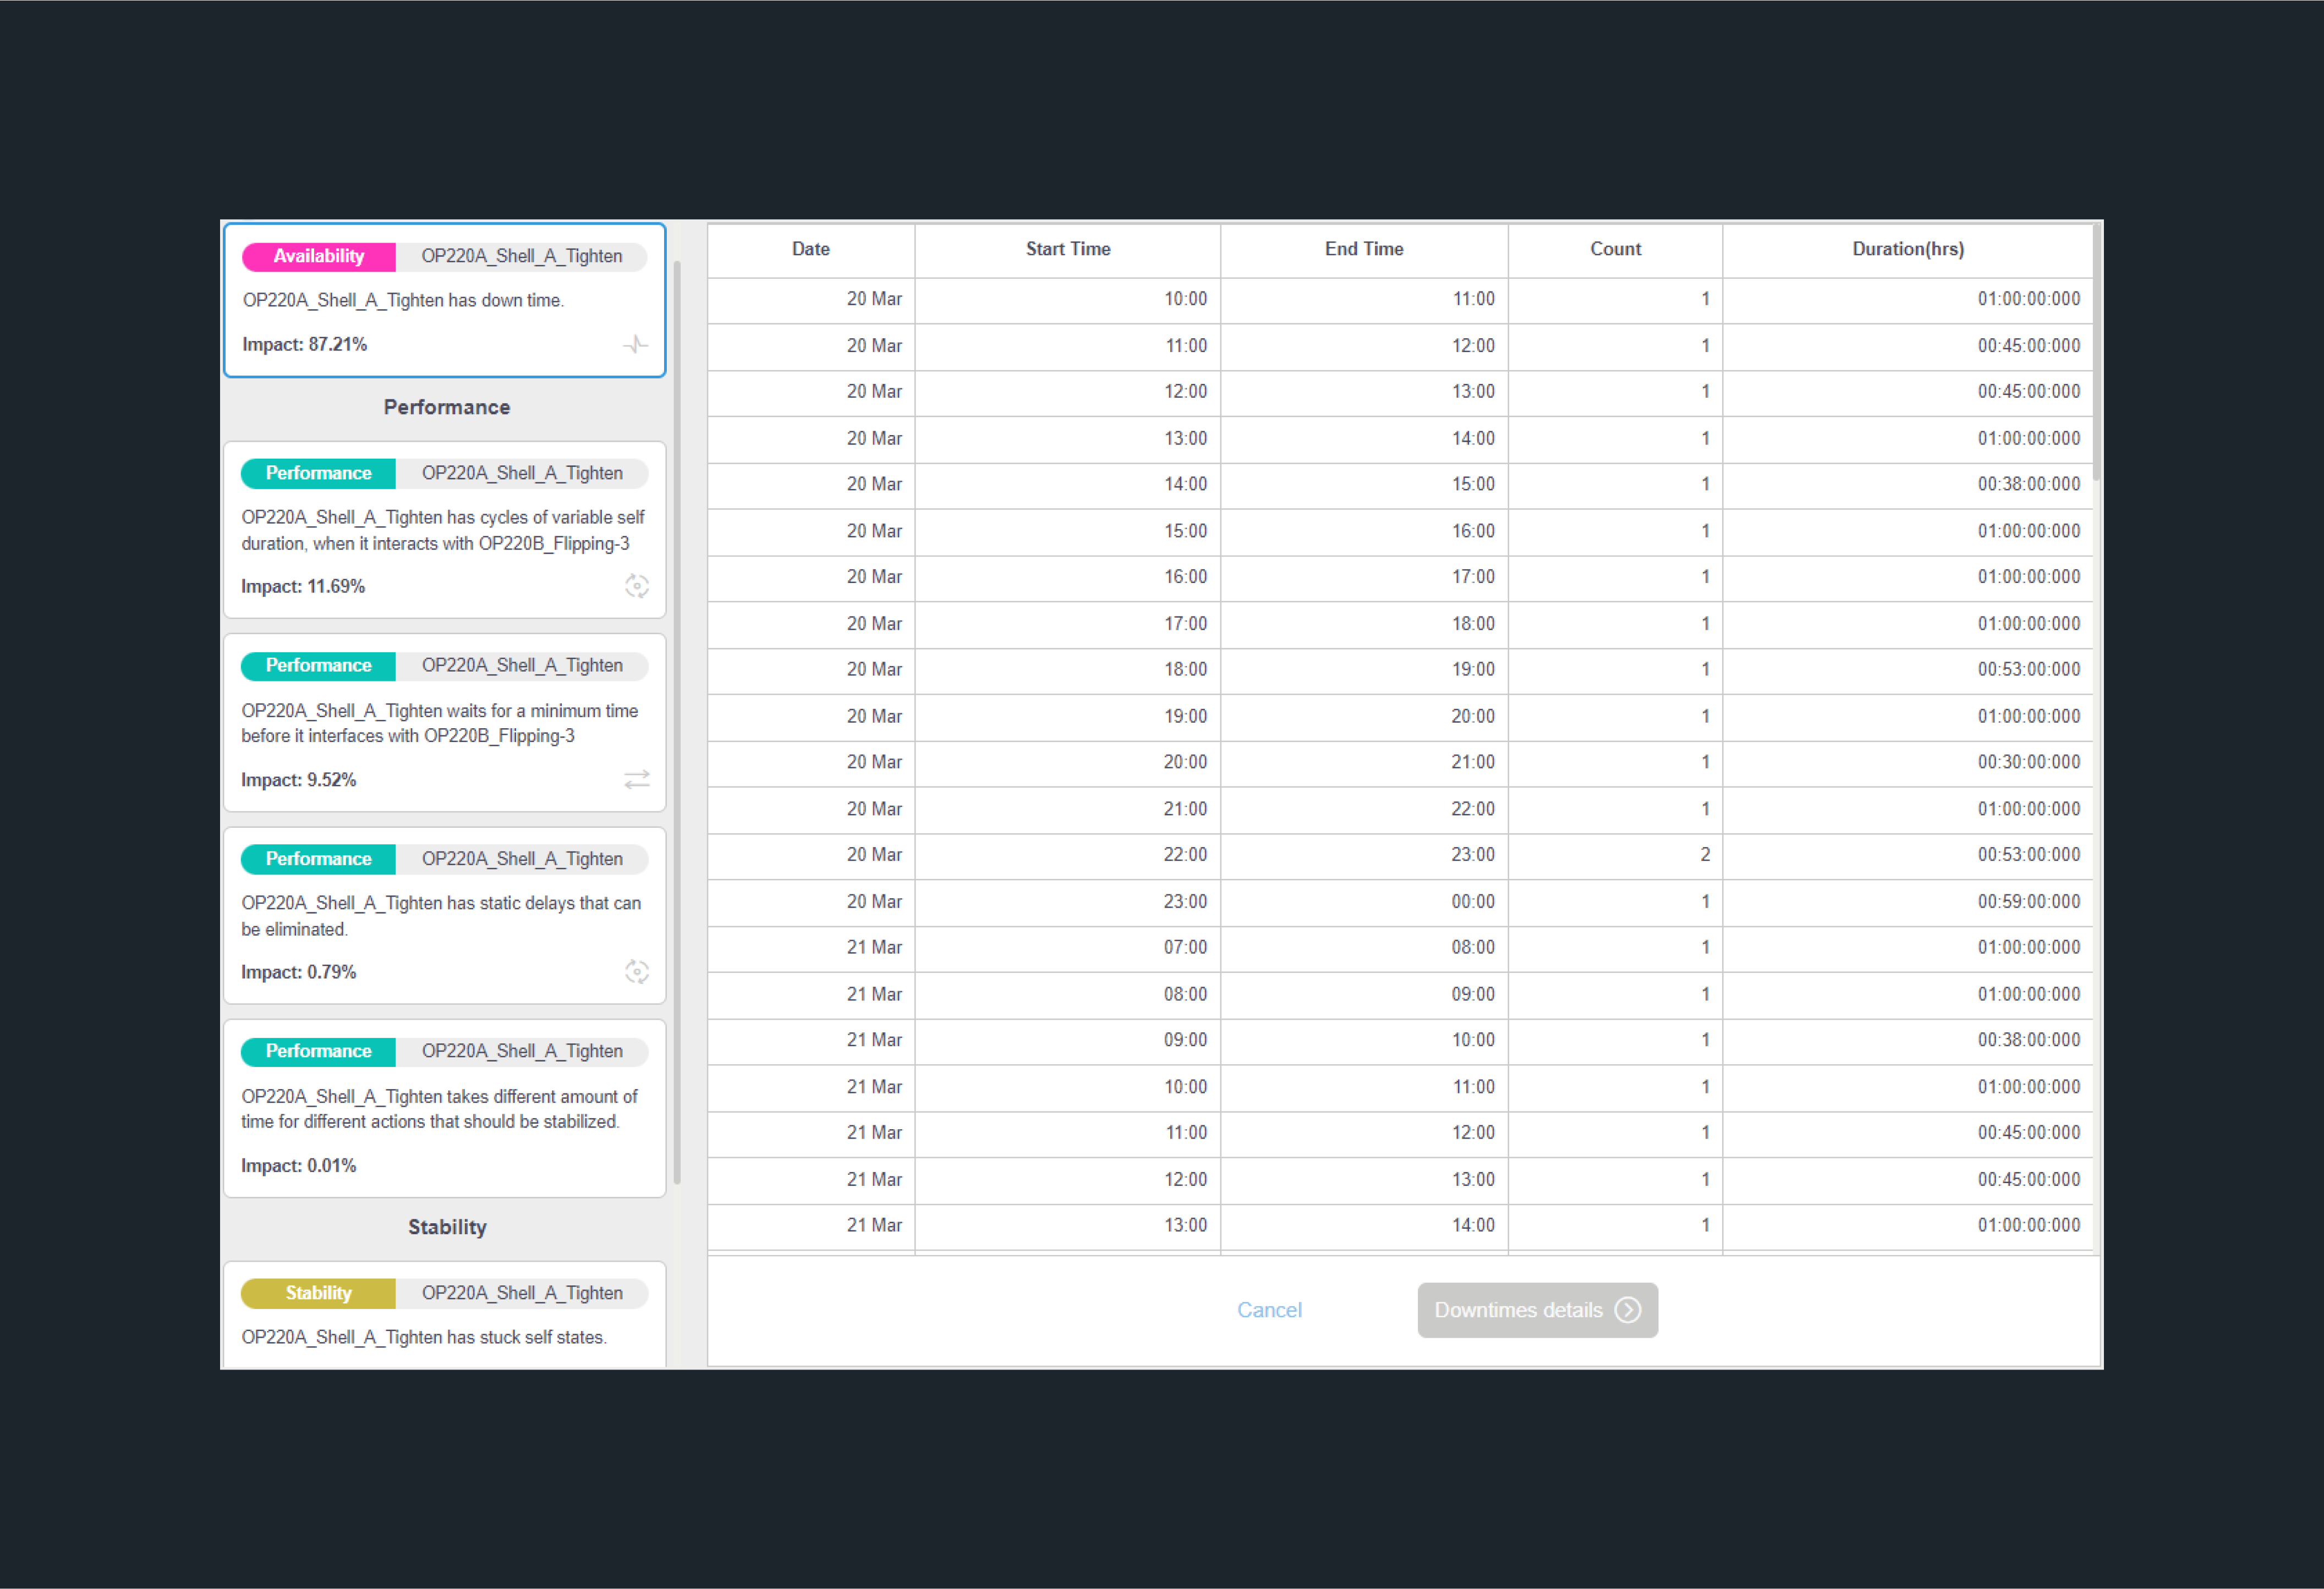 Availability OP220A_Shell_A_Tighten
OP220A_Shell_A_Tighten has down time.
Impact: 87.21%
Performance
Performance OP220A_Shell_A_Tighten
OP220A_Shell_A_Tighten has cycles of variable self
duration, when it interacts with OP220B_Flipping-3
Impact: 11.69%
Performance OP220A_Shell_A_Tighten
OP220A_Shell_A_Tighten waits for a minimum time
before it interfaces with OP220B_Flipping-3
Impact: 9.52%
Performance OP220A_Shell_A_Tighten
OP220A_Shell_A_Tighten has static delays that can
be eliminated.
Impact: 0.79%
Performance OP220A_Shell_A_Tighten
OP220A_Shell_A_Tighten takes different amount of
time for different actions that should be stabilized.
Impact: 0.01%
Stability
Stability OP220A_Shell_A_Tighten
OP220A_Shell_A_Tighten has stuck self states.
Date Start Time End Time Count Duration(hrs)
20 Mar 10:00 11:00 1 01:00:00:000
20 Mar 11:00 12:00 1 00:45:00:000
20 Mar 12:00 13:00 1 00:45:00:000
20 Mar 13:00 14:00 1 01:00:00:000
20 Mar 14:00 15:00 1 00:38:00:000
20 Mar 15:00 16:00 1 01:00:00:000
20 Mar 16:00 17:00 1 01:00:00:000
20 Mar 17:00 18:00 1 01:00:00:000
20 Mar 18:00 19:00 1 00:53:00:000
20 Mar 19:00 20:00 1 01:00:00:000
20 Mar 20:00 21:00 1 00:30:00:000
20 Mar 21:00 22:00 1 01:00:00:000
20 Mar 22:00 23:00 2 00:53:00:000
20 Mar 23:00 00:00 1 00:59:00:000
21 Mar 07:00 08:00 1 01:00:00:000
21 Mar 08:00 09:00 1 01:00:00:000
21 Mar 09:00 10:00 1 00:38:00:000
21 Mar 10:00 11:00 1 01:00:00:000
21 Mar 11:00 12:00 1 00:45:00:000
21 Mar 12:00 13:00 1 00:45:00:000
21 Mar 13:00 14:00 1 01:00:00:000
Cancel Downtimes details